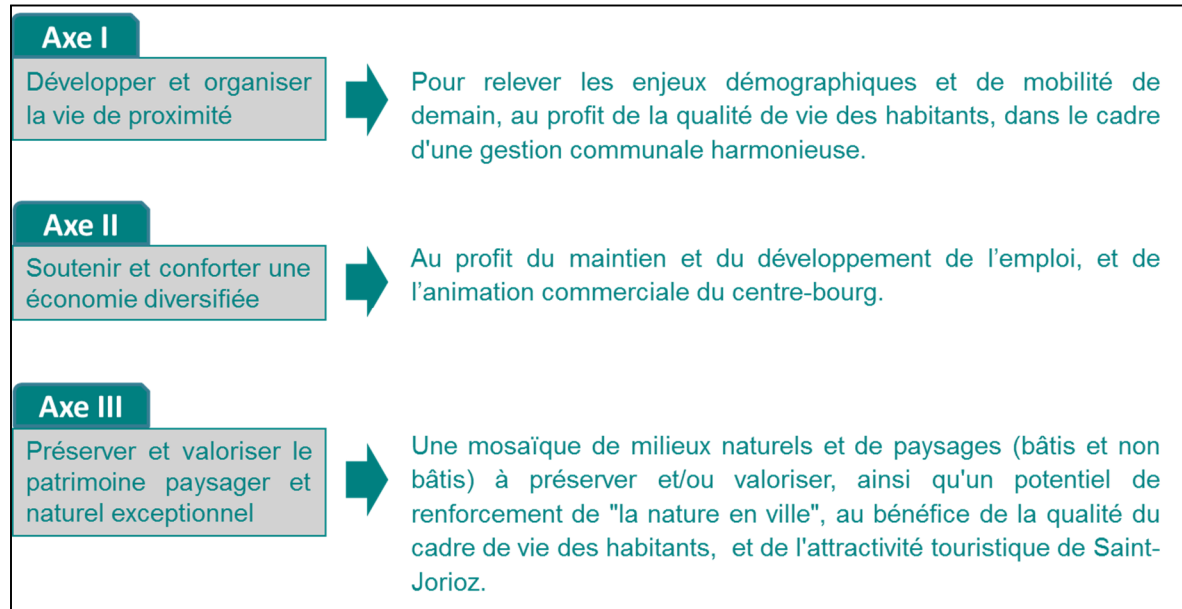 Axe I
Développer et organiser
la vie de proximité
Pour relever les enjeux démographiques et de mobilité de
demain, au profit de la qualité de vie des habitants, dans le cadre
d'une gestion communale harmonieuse.
Axe II
Soutenir et conforter une
économie diversifiée
Au profit du maintien et du développement de l’emploi, et de
l’animation commerciale du centre-bourg.
Axe III
Préserver et valoriser le
patrimoine paysager et
naturel exceptionnel
Une mosaïque de milieux naturels et de paysages (bâtis et non
bâtis) à préserver et/ou valoriser, ainsi qu'un potentiel de
renforcement de "la nature en ville", au bénéfice de la qualité du
cadre de vie des habitants, et de l'attractivité touristique de Saint-
Jorioz.